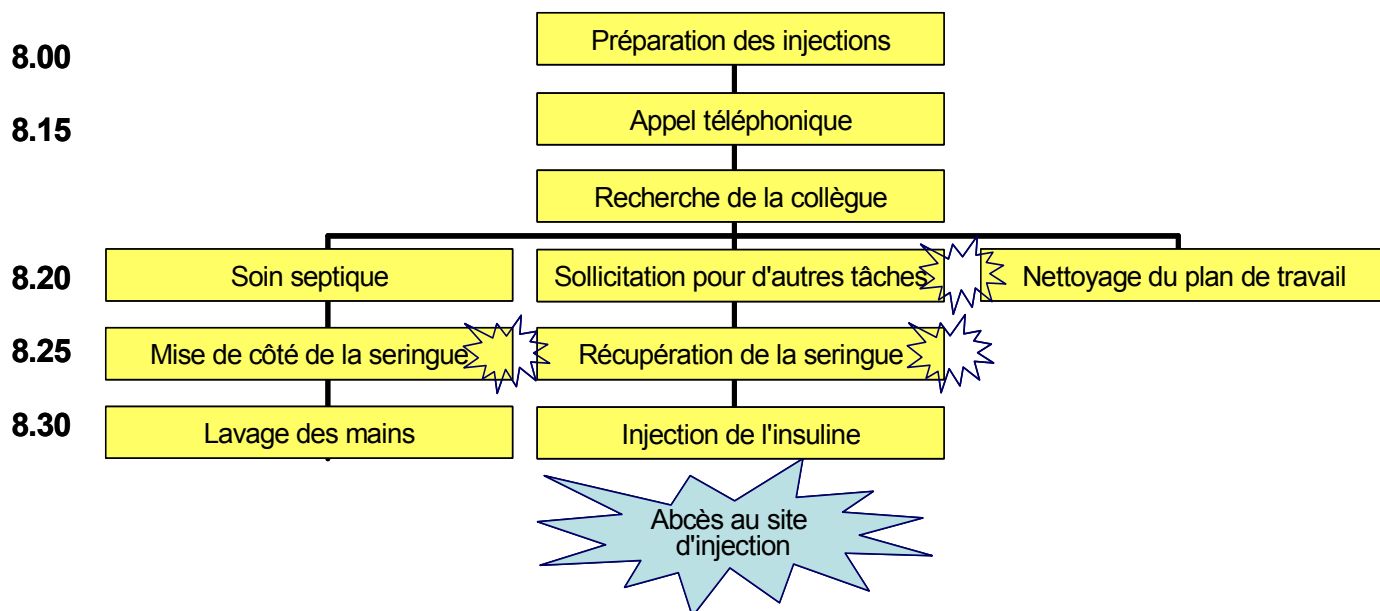 8.00
Préparation des injections
8.15
Appel téléphonique
Recherche de la collègue
8.20
Soin septique
Sollicitation pour d'autres tâches
Nettoyage du plan de travail
8.25
Mise de côté de la seringue
Récupération de la seringue
8.30
Lavage des mains
Injection de l'insuline
Abcès au site
d'injection